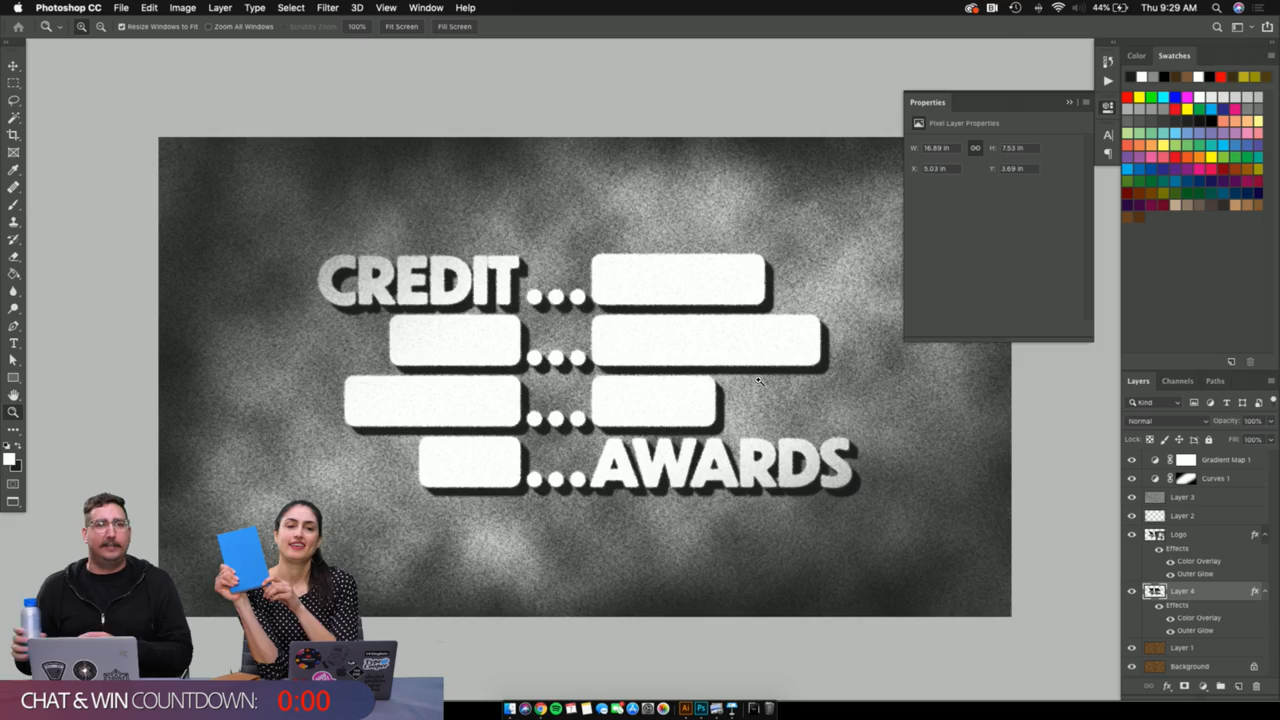 Photoshop CC File Edit Image Layer Type Select Filter 3D View Window Help
44% Thu 9:29 AM
Resize Windows to Fit Zoom All Windows Scrubby Zoom 100% Fit Screen Fill Screen
Color Swatches
Properties
Pixel Layer Properties
W: 16.89 in H: 7.53 in
X: 5.03 in Y: 3.69 in
CREDIT...
...
...
...AWARDS
Layers Channels Paths
Kind
Normal Opacity: 100%
Lock: Fill: 100%
Gradient Map 1
Curves 1
Layer 3
Layer 2
Logo fx
Effects
Color Overlay
Outer Glow
Layer 4 fx
Effects
Color Overlay
Outer Glow
Layer 1
Background
CHAT & WIN COUNTDOWN: 0:00